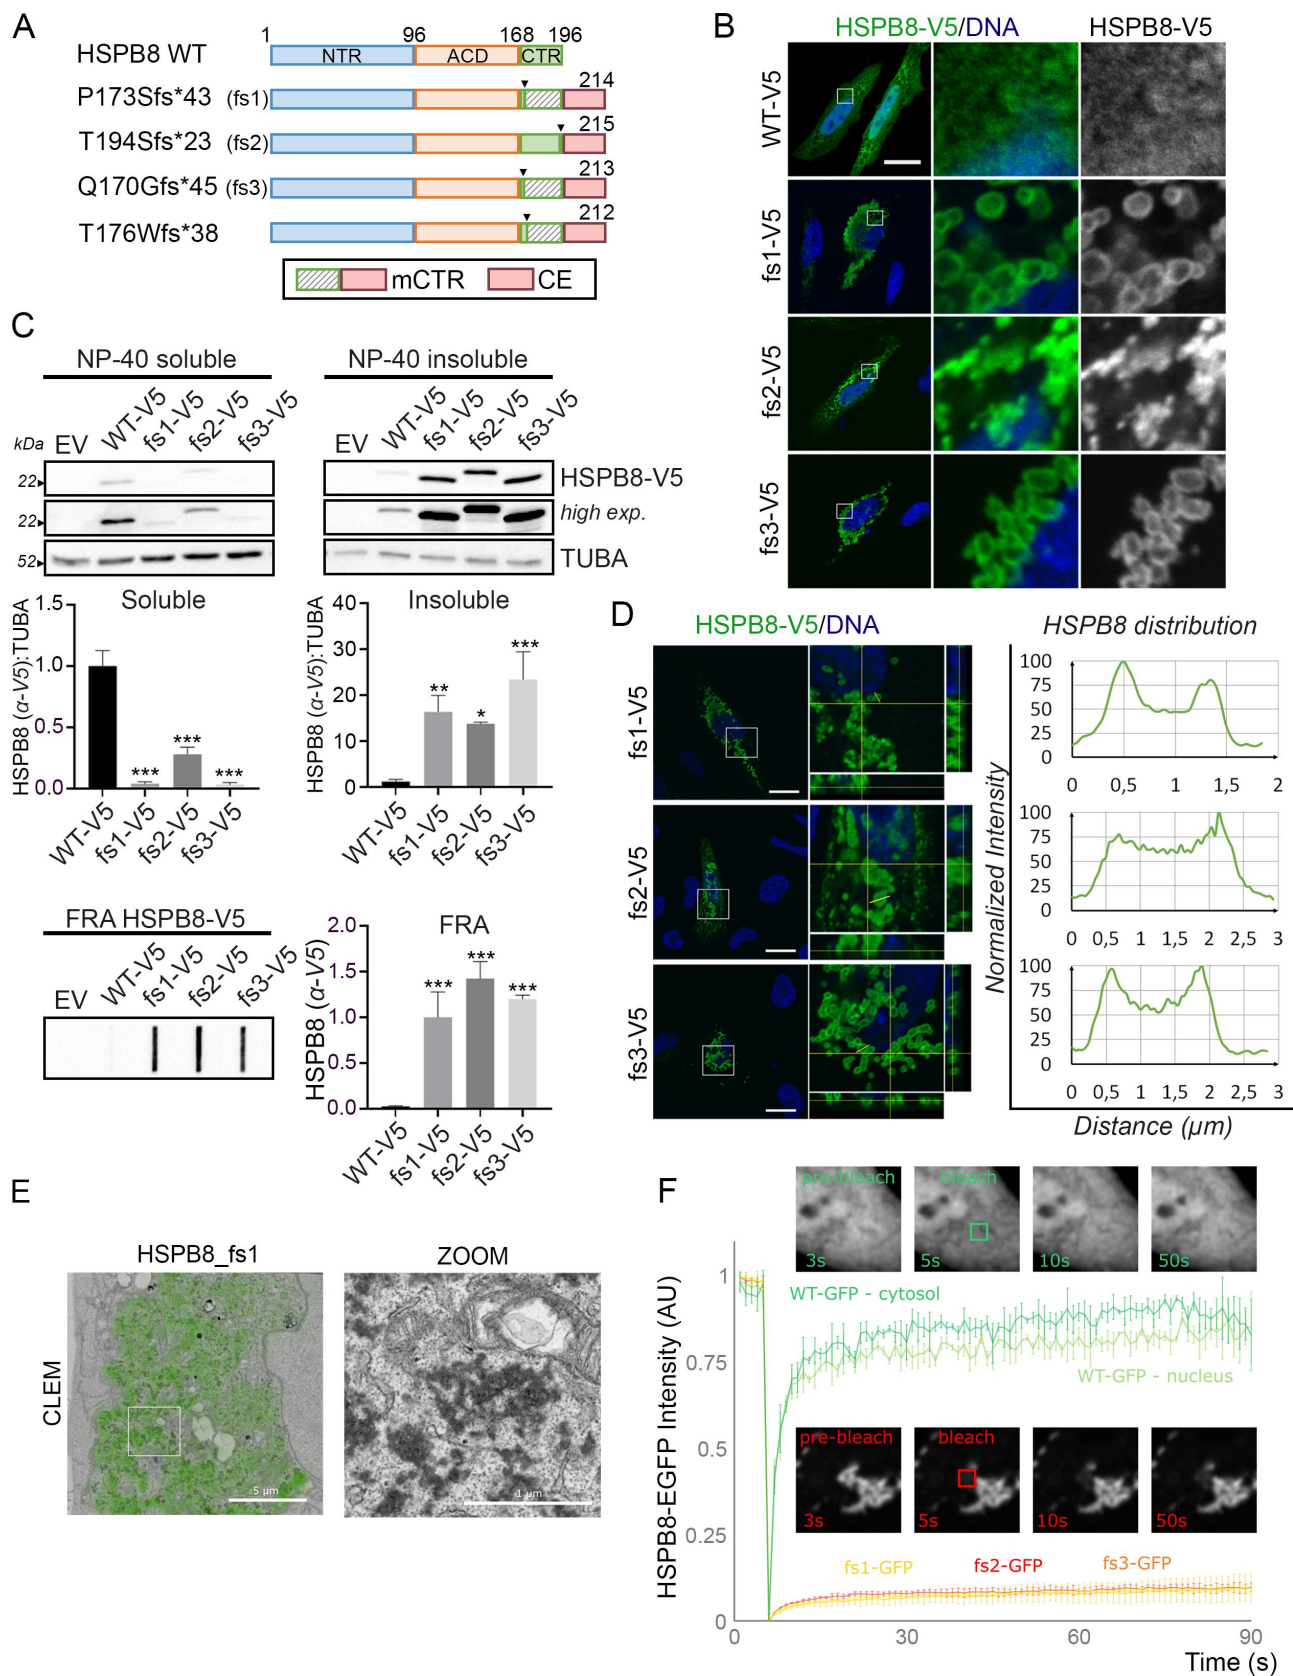 A
1 96 168 196
HSPB8 WT NTR ACD CTR
214
P173Sfs*43 (fs1)
215
T194Sfs*23 (fs2)
213
Q170Gfs*45 (fs3)
212
T176Wfs*38
mCTR CE
B
HSPB8-V5/DNA HSPB8-V5
WT-V5
fs1-V5
fs2-V5
fs3-V5
C
NP-40 soluble NP-40 insoluble
kDa EV WT-V5 fs1-V5 fs2-V5 fs3-V5
EV WT-V5 fs1-V5 fs2-V5 fs3-V5
22 HSPB8-V5
22 high exp.
52 TUBA
Soluble
HSPB8 (α-V5):TUBA
1.5
1.0
0.5
0.0
*** *** ***
WT-V5 fs1-V5 fs2-V5 fs3-V5
Insoluble
HSPB8 (α-V5):TUBA
40
30
20
10
0
** * ***
WT-V5 fs1-V5 fs2-V5 fs3-V5
FRA HSPB8-V5
EV WT-V5 fs1-V5 fs2-V5 fs3-V5
FRA
HSPB8 (α-V5)
2.0
1.5
1.0
0.5
0.0
*** *** ***
WT-V5 fs1-V5 fs2-V5 fs3-V5
D
HSPB8-V5/DNA
fs1-V5
fs2-V5
fs3-V5
HSPB8 distribution
Normalized Intensity
100
75
50
25
0
0 0,5 1 1,5 2
100
75
50
25
0
0 0,5 1 1,5 2 2,5 3
100
75
50
25
0
0 0,5 1 1,5 2 2,5 3
Distance (µm)
E
HSPB8_fs1 ZOOM
CLEM
5 µm
1 µm
F
pre-bleach bleach
3s 5s 10s 50s
WT-GFP - cytosol
WT-GFP - nucleus
pre-bleach bleach
3s 5s 10s 50s
fs1-GFP fs2-GFP fs3-GFP
HSPB8-EGFP Intensity (AU)
1
0.75
0.5
0.25
0
0 30 60 90
Time (s)